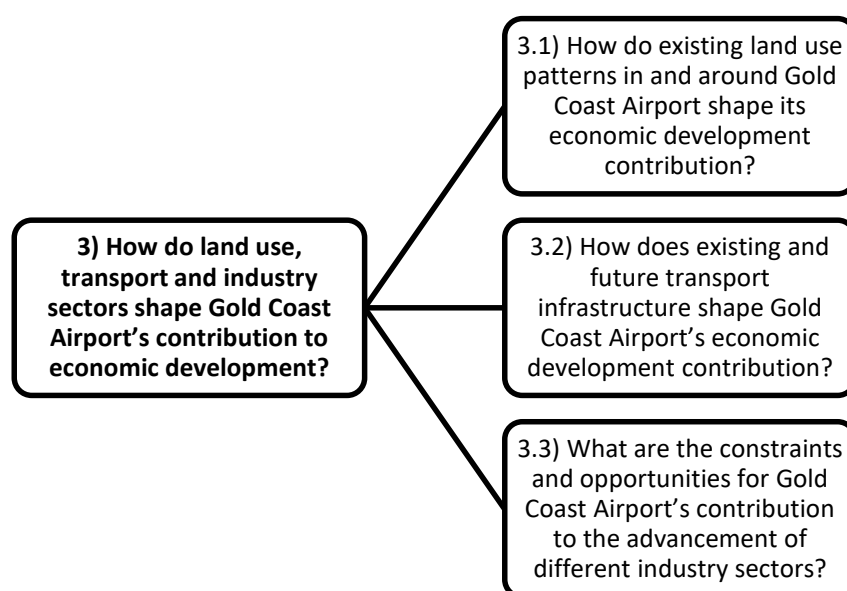 3) How do land use,
transport and industry
sectors shape Gold Coast
Airport’s contribution to
economic development?
3.1) How do existing land use
patterns in and around Gold
Coast Airport shape its
economic development
contribution?
3.2) How does existing and
future transport
infrastructure shape Gold
Coast Airport’s economic
development contribution?
3.3) What are the constraints
and opportunities for Gold
Coast Airport’s contribution
to the advancement of
different industry sectors?